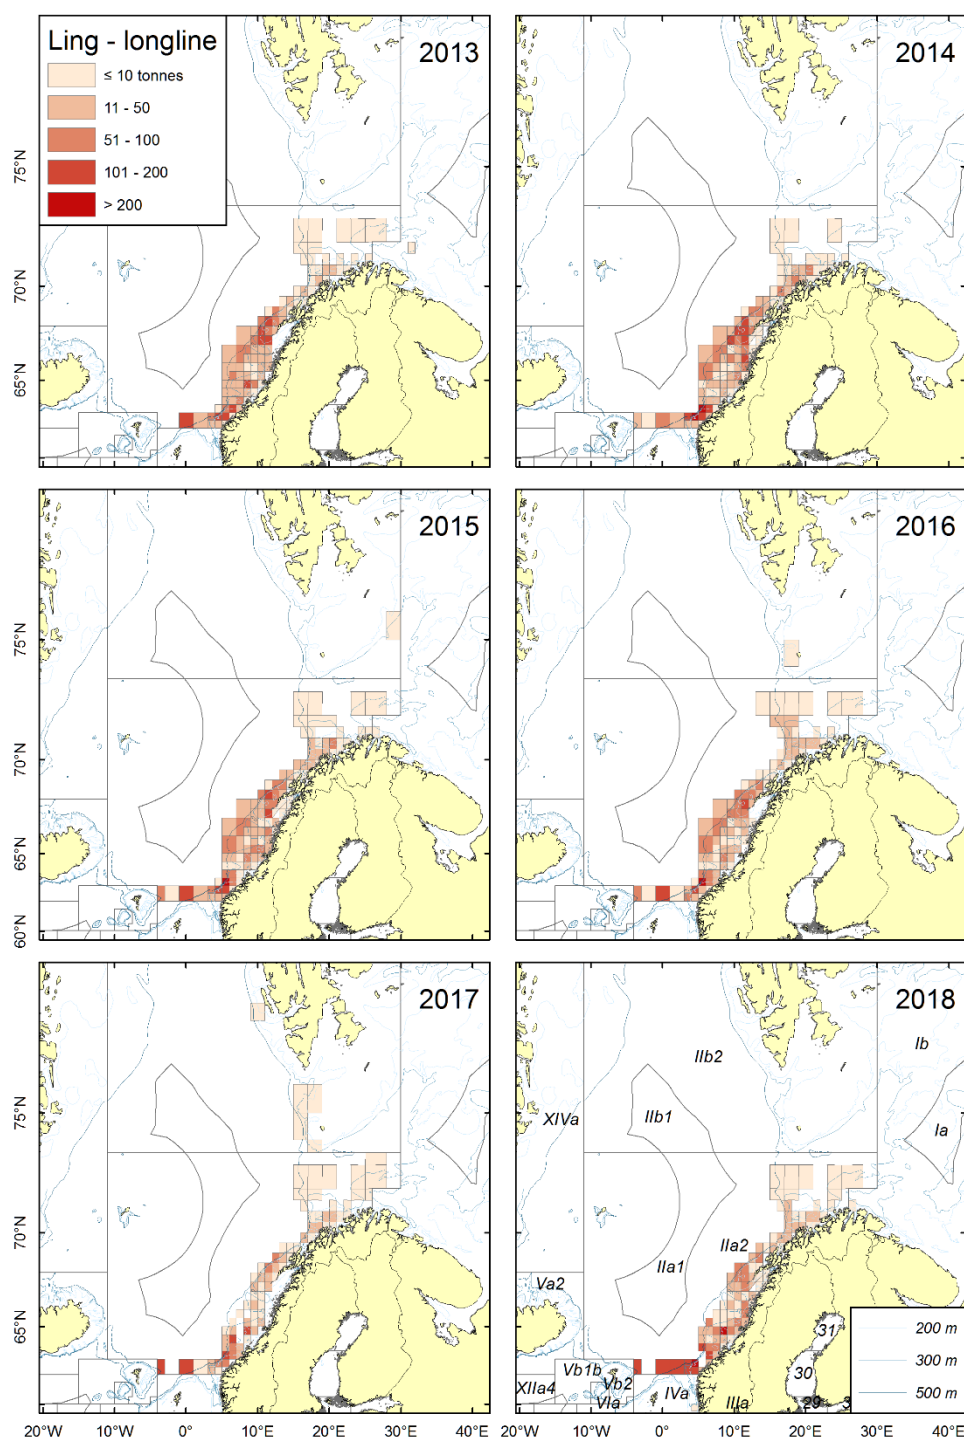 Ling - longline
≤ 10 tonnes
11 - 50
51 - 100
101 - 200
> 200
2013
2014
75°N
70°N
65°N
2015
2016
75°N
70°N
65°N
60°N
2017
2018
75°N
70°N
65°N
Ib
IIb2
XIVa
IIb1
Ia
IIa2
IIa1
Va2
31
200 m
300 m
500 m
Vb1b
30
XIIa4
Vb2
IVa
VIa
IIIa
29
3
20°W
10°W
0°
10°E
20°E
30°E
20°W
10°W
0°
10°E
20°E
30°E
40°E